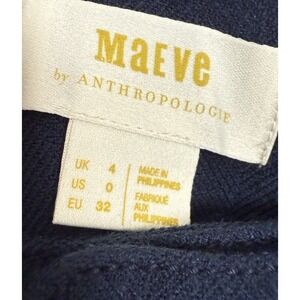 MAEVE
by ANTHROPOLOGIE
UK 4
US 0
EU 32
MADE IN
PHILIPPINES
FABRIQUÉ
AUX
PHILIPPINES